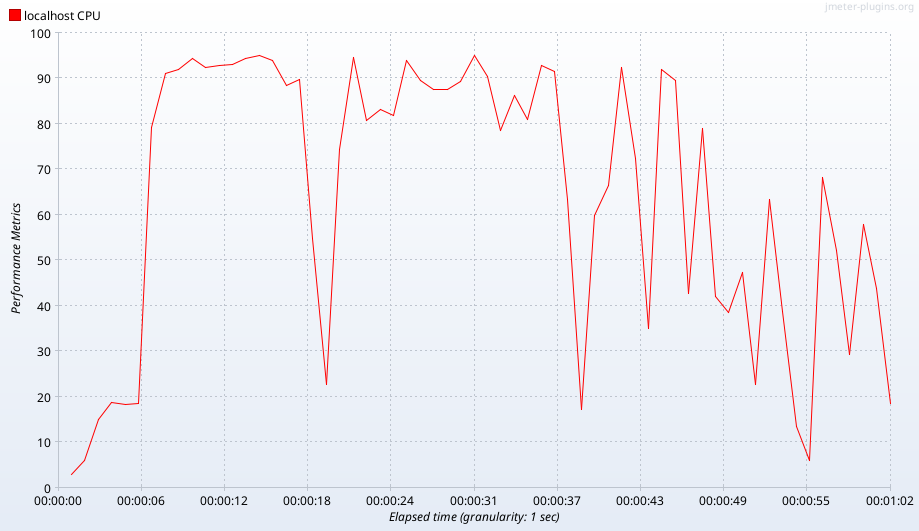 jmeter-plugins.org
localhost CPU
100
90
80
70
60
50
40
30
20
10
0
Performance Metrics
00:00:00 00:00:06 00:00:12 00:00:18 00:00:24 00:00:31 00:00:37 00:00:43 00:00:49 00:00:55 00:01:02
Elapsed time (granularity: 1 sec)